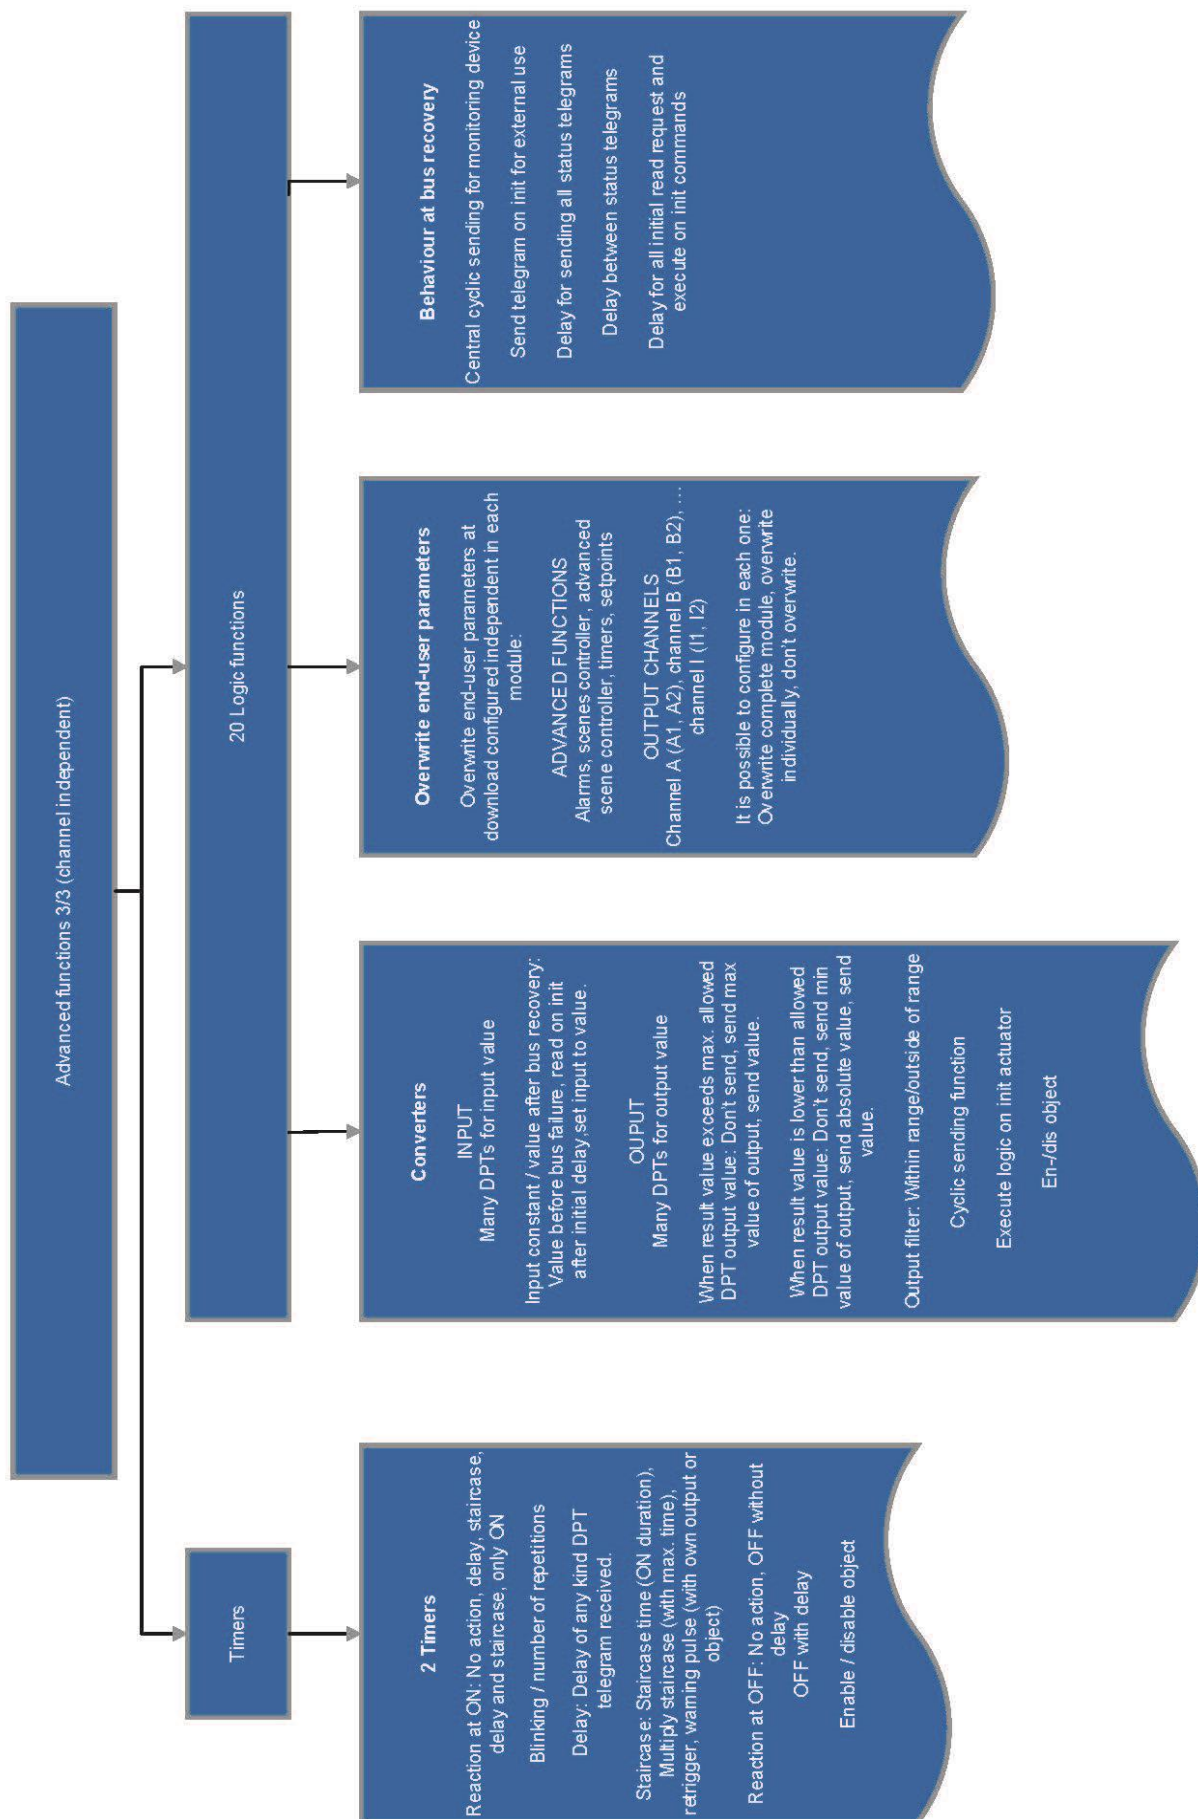 Advanced functions 3/3 (channel independent)
Timers
20 Logic functions
2 Timers
Reaction at ON: No action, delay, staircase,
delay and staircase, only ON
Blinking / number of repetitions
Delay: Delay of any kind DPT
telegram received.
Staircase: Staircase time (ON duration),
Multiply staircase (with max. time),
retrigger, warning pulse (with own output or
object)
Reaction at OFF: No action, OFF without
delay
OFF with delay
Enable / disable object
Converters
INPUT
Many DPTs for input value
Input constant / value after bus recovery:
Value before bus failure, read on init
after initial delay,set input to value.
OUPUT
Many DPTs for output value
When result value exceeds max. allowed
DPT output value: Don't send, send max
value of output, send value.
When result value is lower than allowed
DPT output value: Don't send, send min
value of output, send absolute value, send
value.
Output filter: Within range/outside of range
Cyclic sending function
Execute logic on init actuator
En-/dis object
Overwrite end-user parameters
Overwrite end-user parameters at
download configured independent in each
module:
ADVANCED FUNCTIONS
Alarms, scenes controller, advanced
scene controller, timers, setpoints
OUTPUT CHANNELS
Channel A (A1, A2), channel B (B1, B2), …
channel I (I1, I2)
It is possible to configure in each one:
Overwrite complete module, overwrite
individually, don't overwrite.
Behaviour at bus recovery
Central cyclic sending for monitoring device
Send telegram on init for external use
Delay for sending all status telegrams
Delay between status telegrams
Delay for all initial read request and
execute on init commands